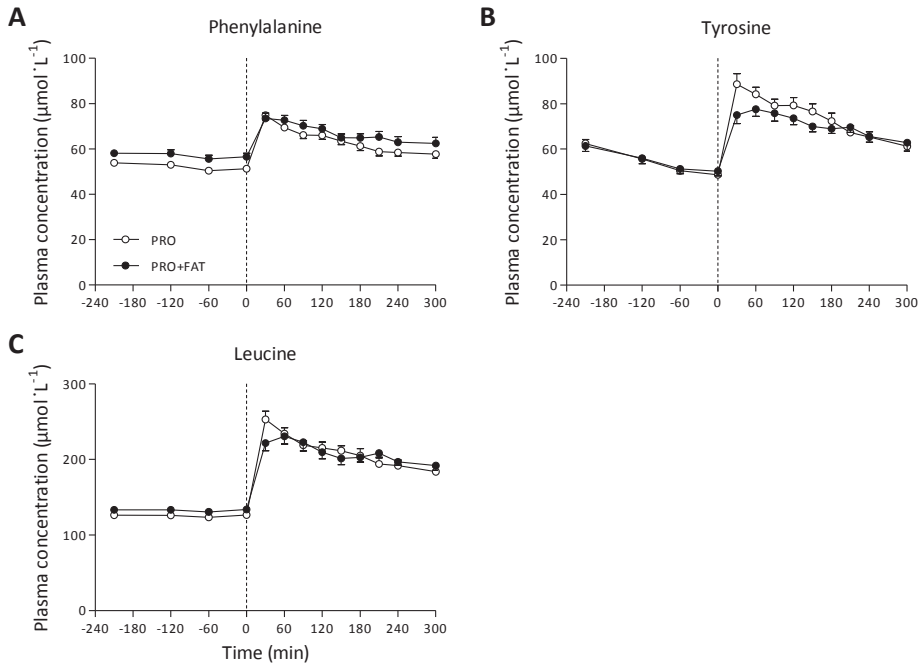 A
Phenylalanine
Plasma concentration (µmol˙L⁻¹)
100
80
60
40
20
0
-240 -180 -120 -60 0 60 120 180 240 300
PRO
PRO+FAT
B
Tyrosine
Plasma concentration (µmol˙L⁻¹)
100
80
60
40
20
0
-240 -180 -120 -60 0 60 120 180 240 300
C
Leucine
Plasma concentration (µmol˙L⁻¹)
300
200
100
0
-240 -180 -120 -60 0 60 120 180 240 300
Time (min)